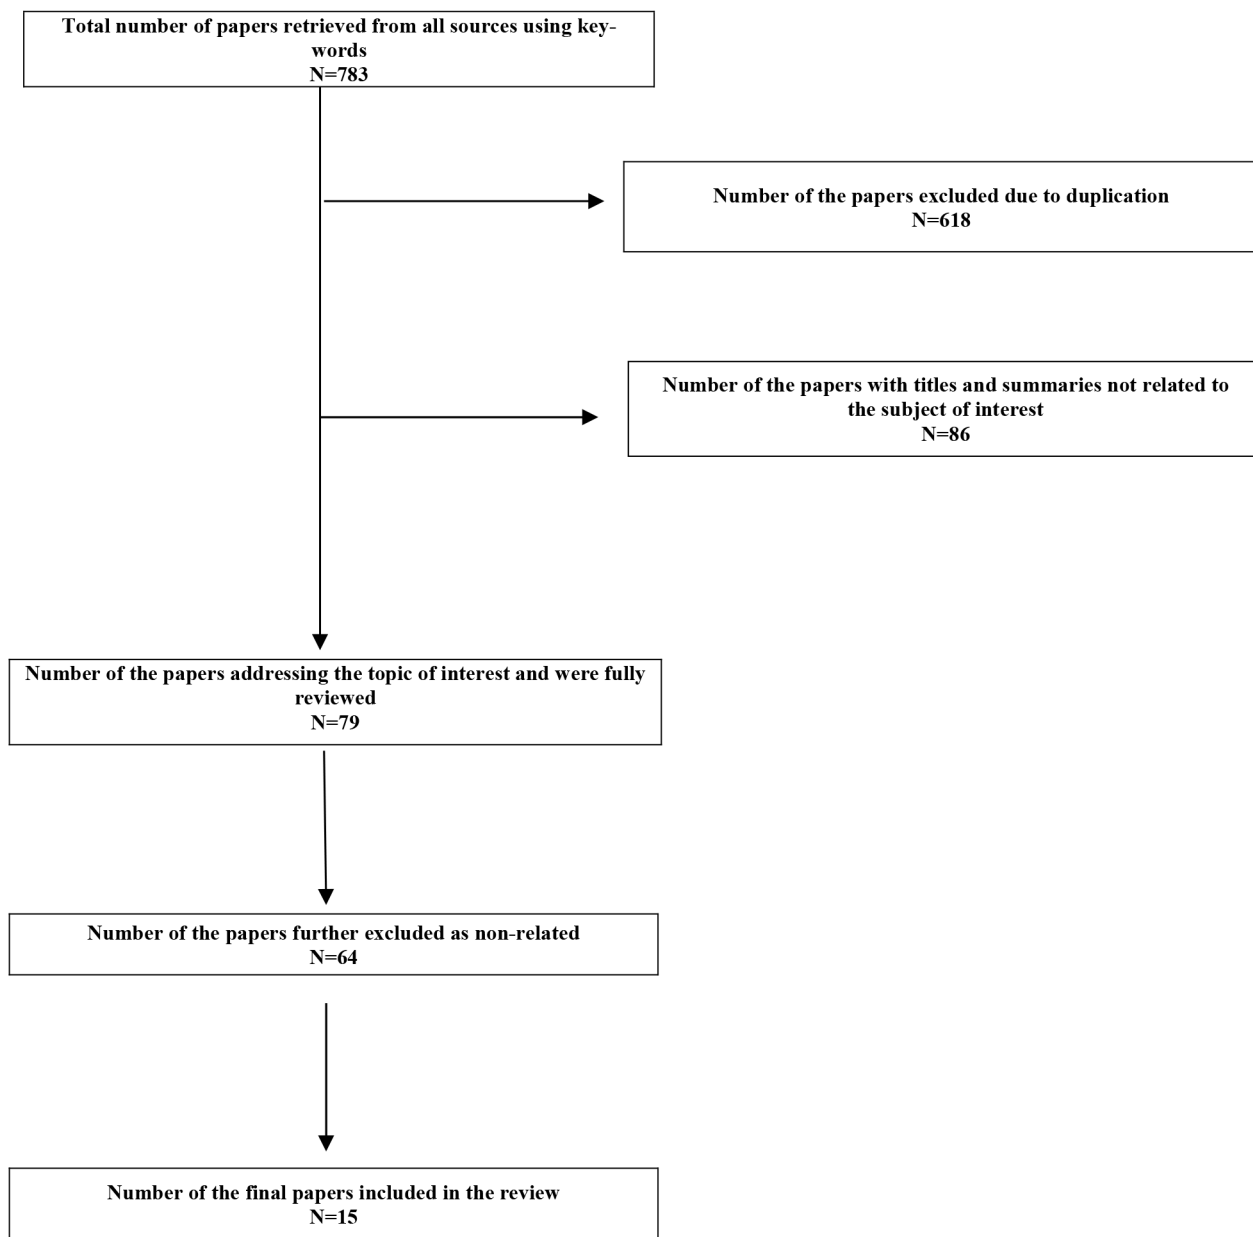 Total number of papers retrieved from all sources using key-
words
N=783
Number of the papers excluded due to duplication
N=618
Number of the papers with titles and summaries not related to
the subject of interest
N=86
Number of the papers addressing the topic of interest and were fully
reviewed
N=79
Number of the papers further excluded as non-related
N=64
Number of the final papers included in the review
N=15